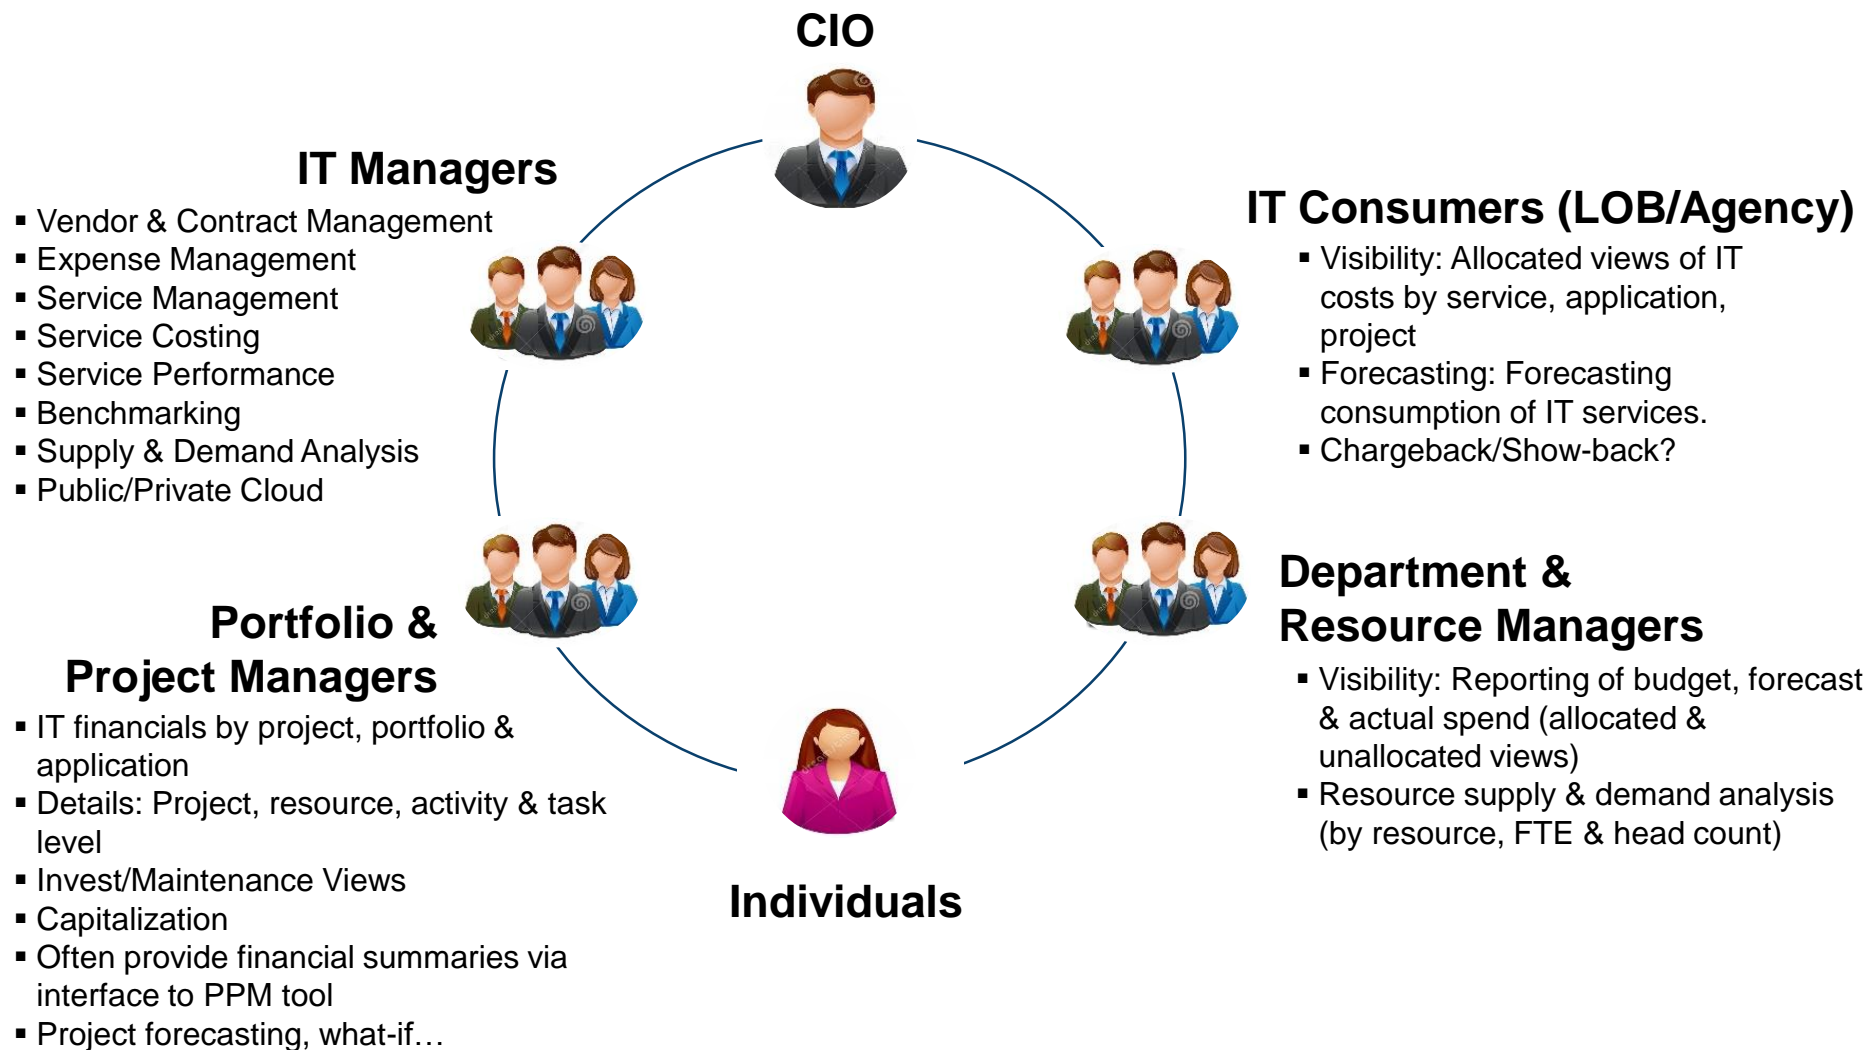 CIO
IT Managers
▪ Vendor & Contract Management
▪ Expense Management
▪ Service Management
▪ Service Costing
▪ Service Performance
▪ Benchmarking
▪ Supply & Demand Analysis
▪ Public/Private Cloud
IT Consumers (LOB/Agency)
▪ Visibility: Allocated views of IT
costs by service, application,
project
▪ Forecasting: Forecasting
consumption of IT services.
▪ Chargeback/Show-back?
Portfolio &
Project Managers
▪ IT financials by project, portfolio &
application
▪ Details: Project, resource, activity & task
level
▪ Invest/Maintenance Views
▪ Capitalization
▪ Often provide financial summaries via
interface to PPM tool
▪ Project forecasting, what-if…
Department &
Resource Managers
▪ Visibility: Reporting of budget, forecast
& actual spend (allocated &
unallocated views)
▪ Resource supply & demand analysis
(by resource, FTE & head count)
Individuals